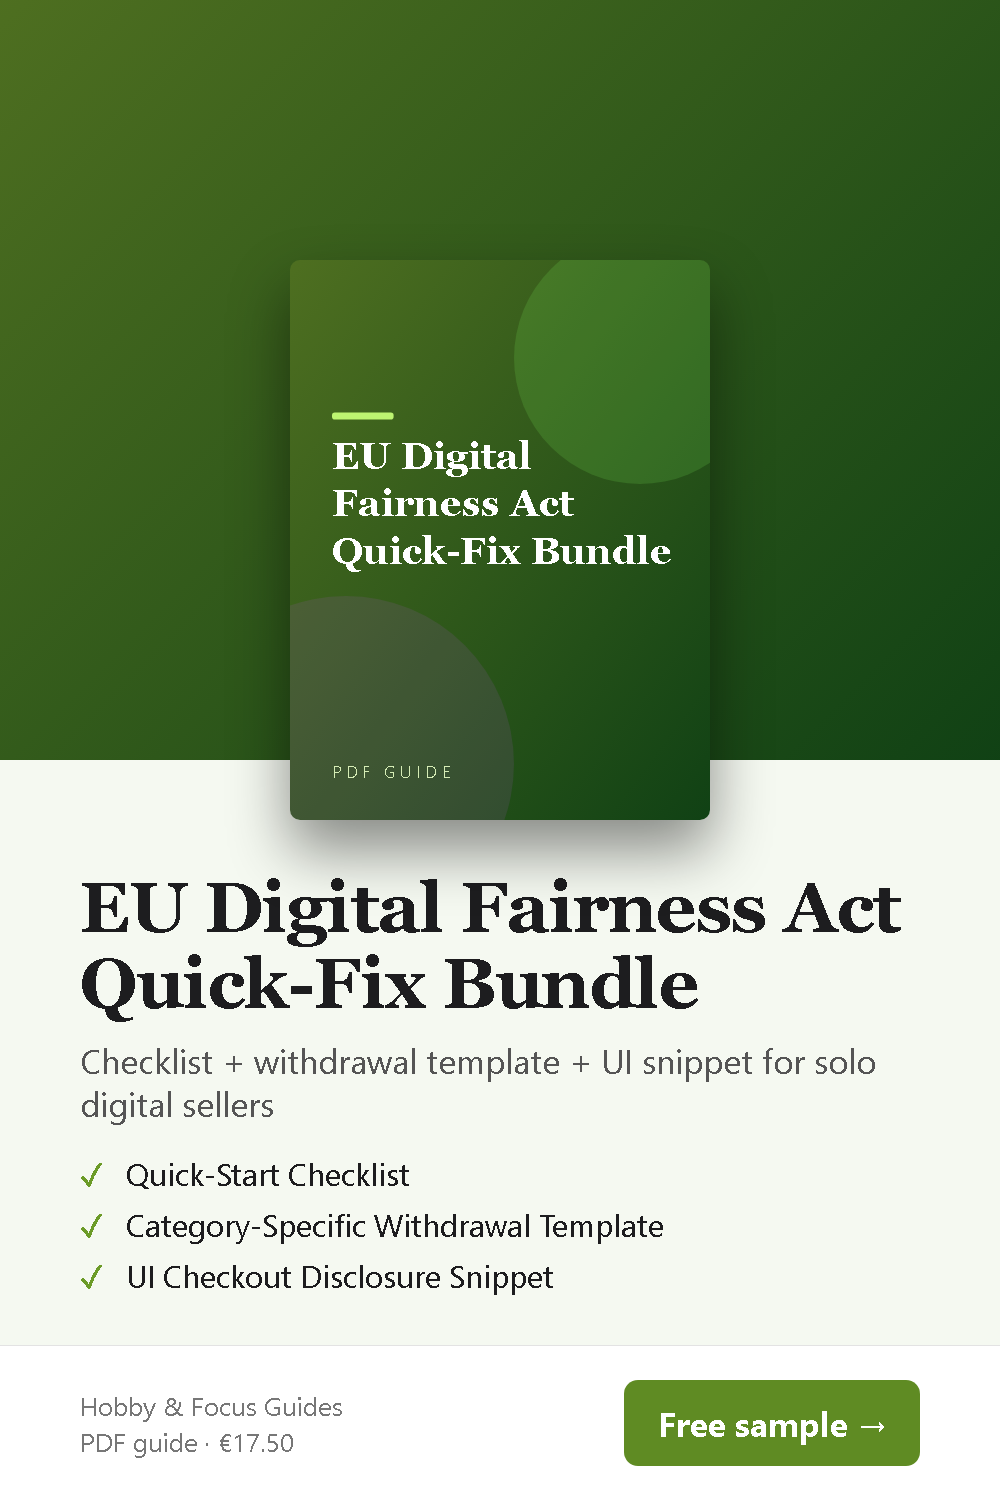 EU Digital
Fairness Act
Quick-Fix Bundle
PDF GUIDE
EU Digital Fairness Act
Quick-Fix Bundle
Checklist + withdrawal template + UI snippet for solo
digital sellers
✓ Quick-Start Checklist
✓ Category-Specific Withdrawal Template
✓ UI Checkout Disclosure Snippet
Hobby & Focus Guides
PDF guide · €17.50
Free sample →